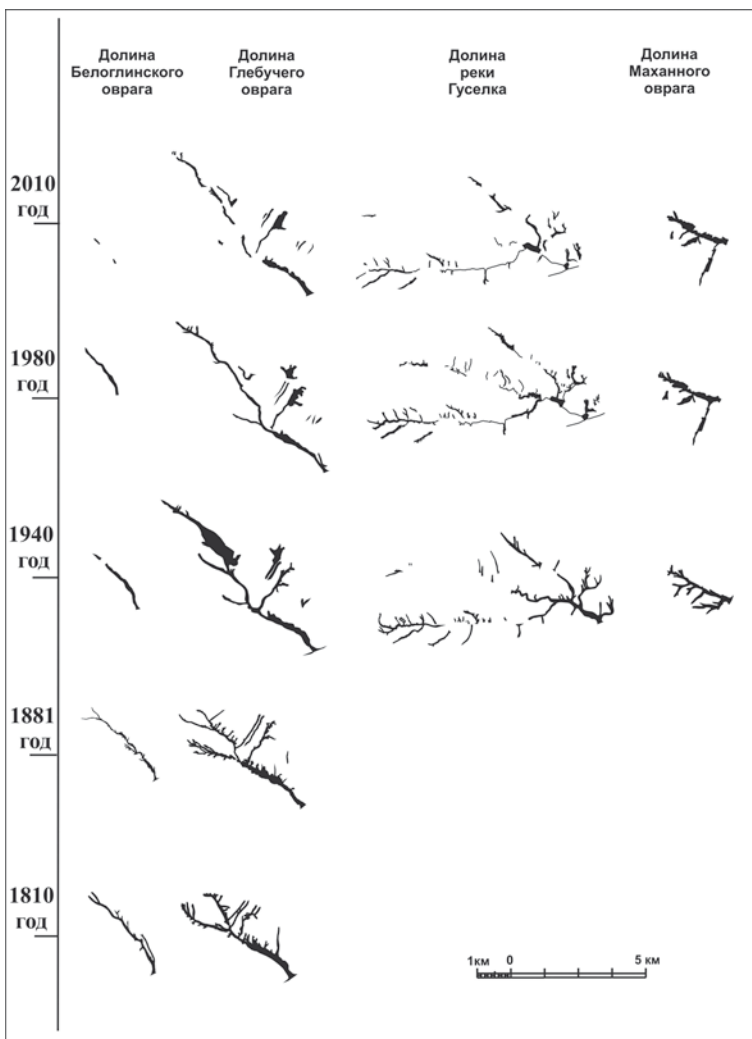 Долина
Белоглинского
оврага
Долина
Глебучего
оврага
Долина
реки
Гуселка
Долина
Маханного
оврага
2010
год
1980
год
1940
год
1881
год
1810
год
1км 0 5 км